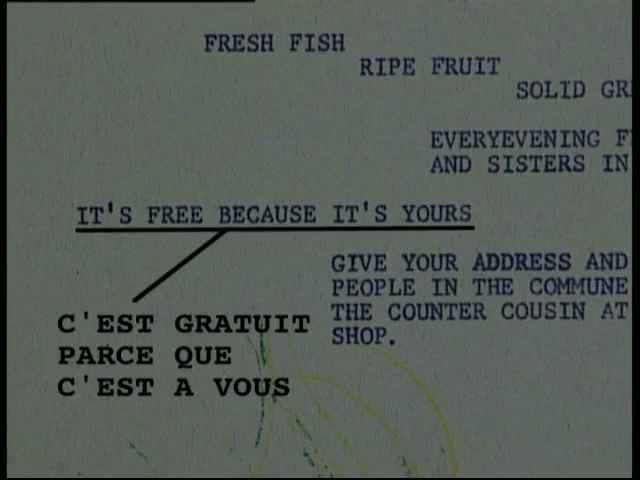 FRESH FISH
RIPE FRUIT
SOLID
EVERYEVENING
AND SISTERS IN
IT'S FREE BECAUSE IT'S YOURS
GIVE YOUR ADDRESS AND
PEOPLE IN THE COMMUNE
THE COUNTER COUSIN AT
SHOP.
C'EST GRATUIT
PARCE QUE
C'EST A VOUS